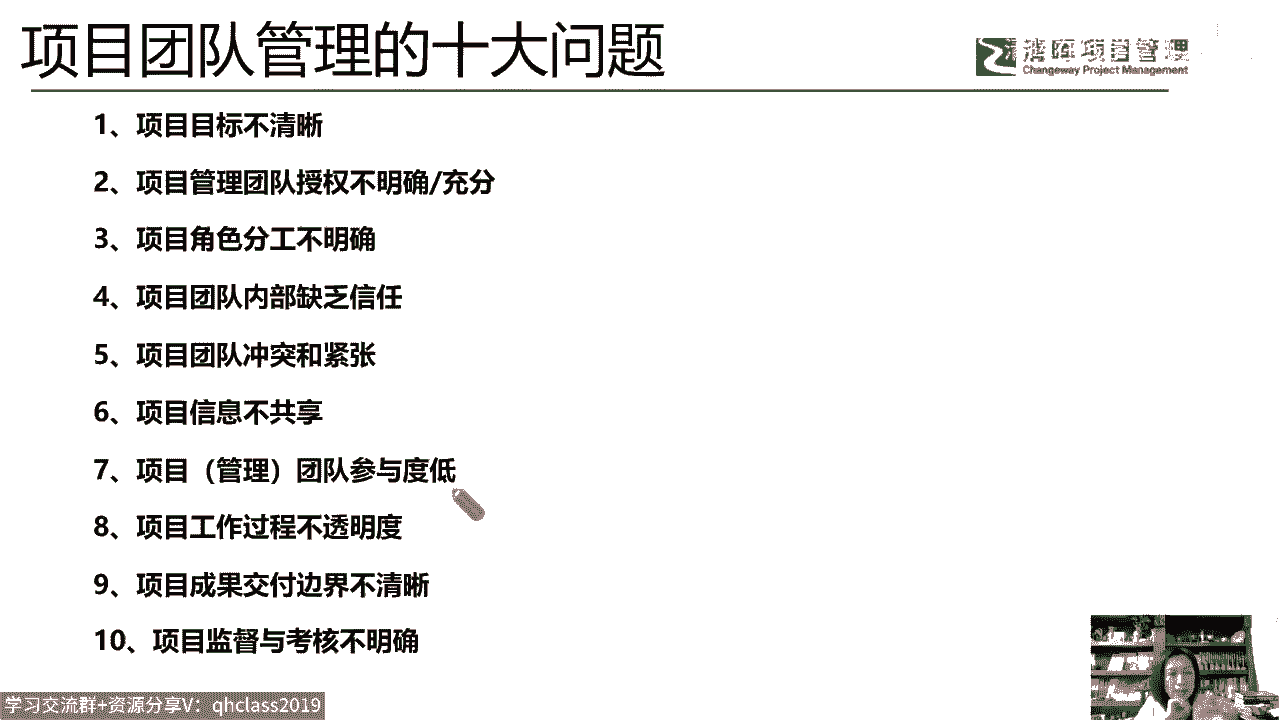 项目团队管理的十大问题
项目管理
Changeway Project Management
1、项目目标不清晰
2、项目管理团队授权不明确/充分
3、项目角色分工不明确
4、项目团队内部缺乏信任
5、项目团队冲突和紧张
6、项目信息不共享
7、项目（管理）团队参与度低
8、项目工作过程不透明度
9、项目成果交付边界不清晰
10、项目监督与考核不明确
学习交流群+资源分享V：qhclass2019